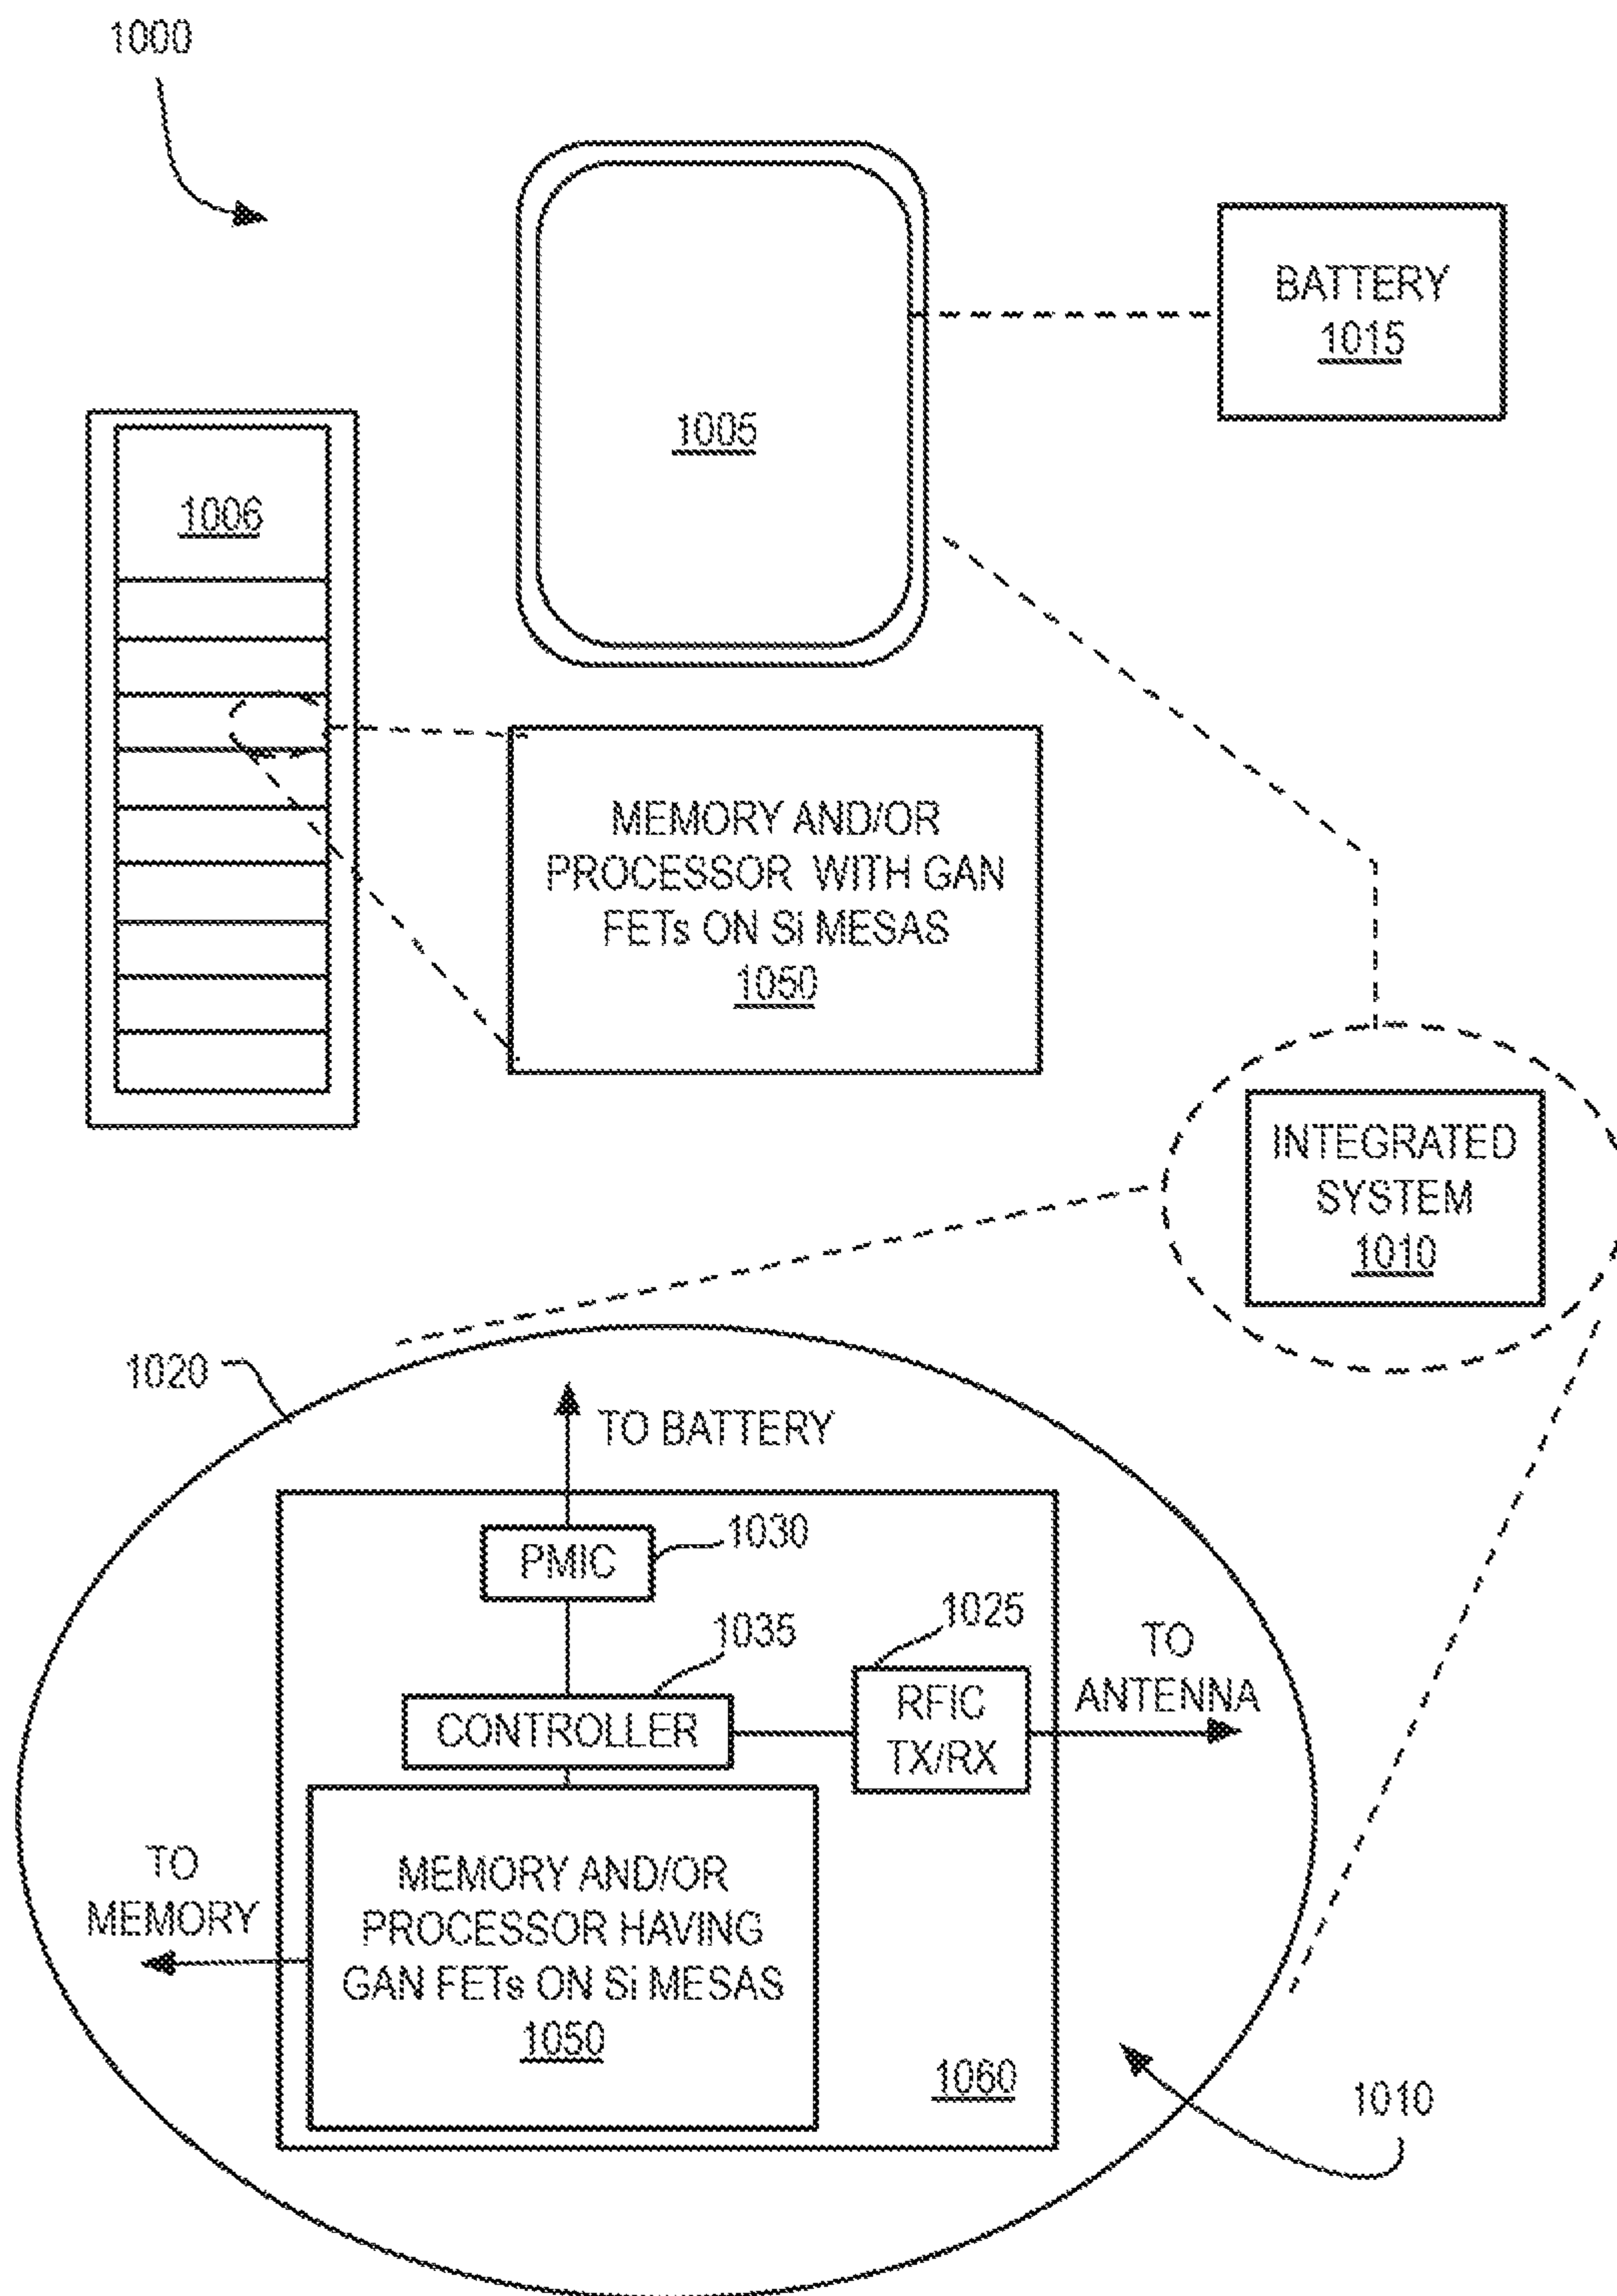 1000
BATTERY
1015
1005
1006
MEMORY AND/OR
PROCESSOR WITH GAN
FETs ON Si MESAS
1050
INTEGRATED
SYSTEM
1010
1020
TO BATTERY
PMIC
1030
1035
1025
TO
ANTENNA
CONTROLLER
RFIC
TX/RX
TO
MEMORY
MEMORY AND/OR
PROCESSOR HAVING
GAN FETs ON Si MESAS
1050
1060
1010